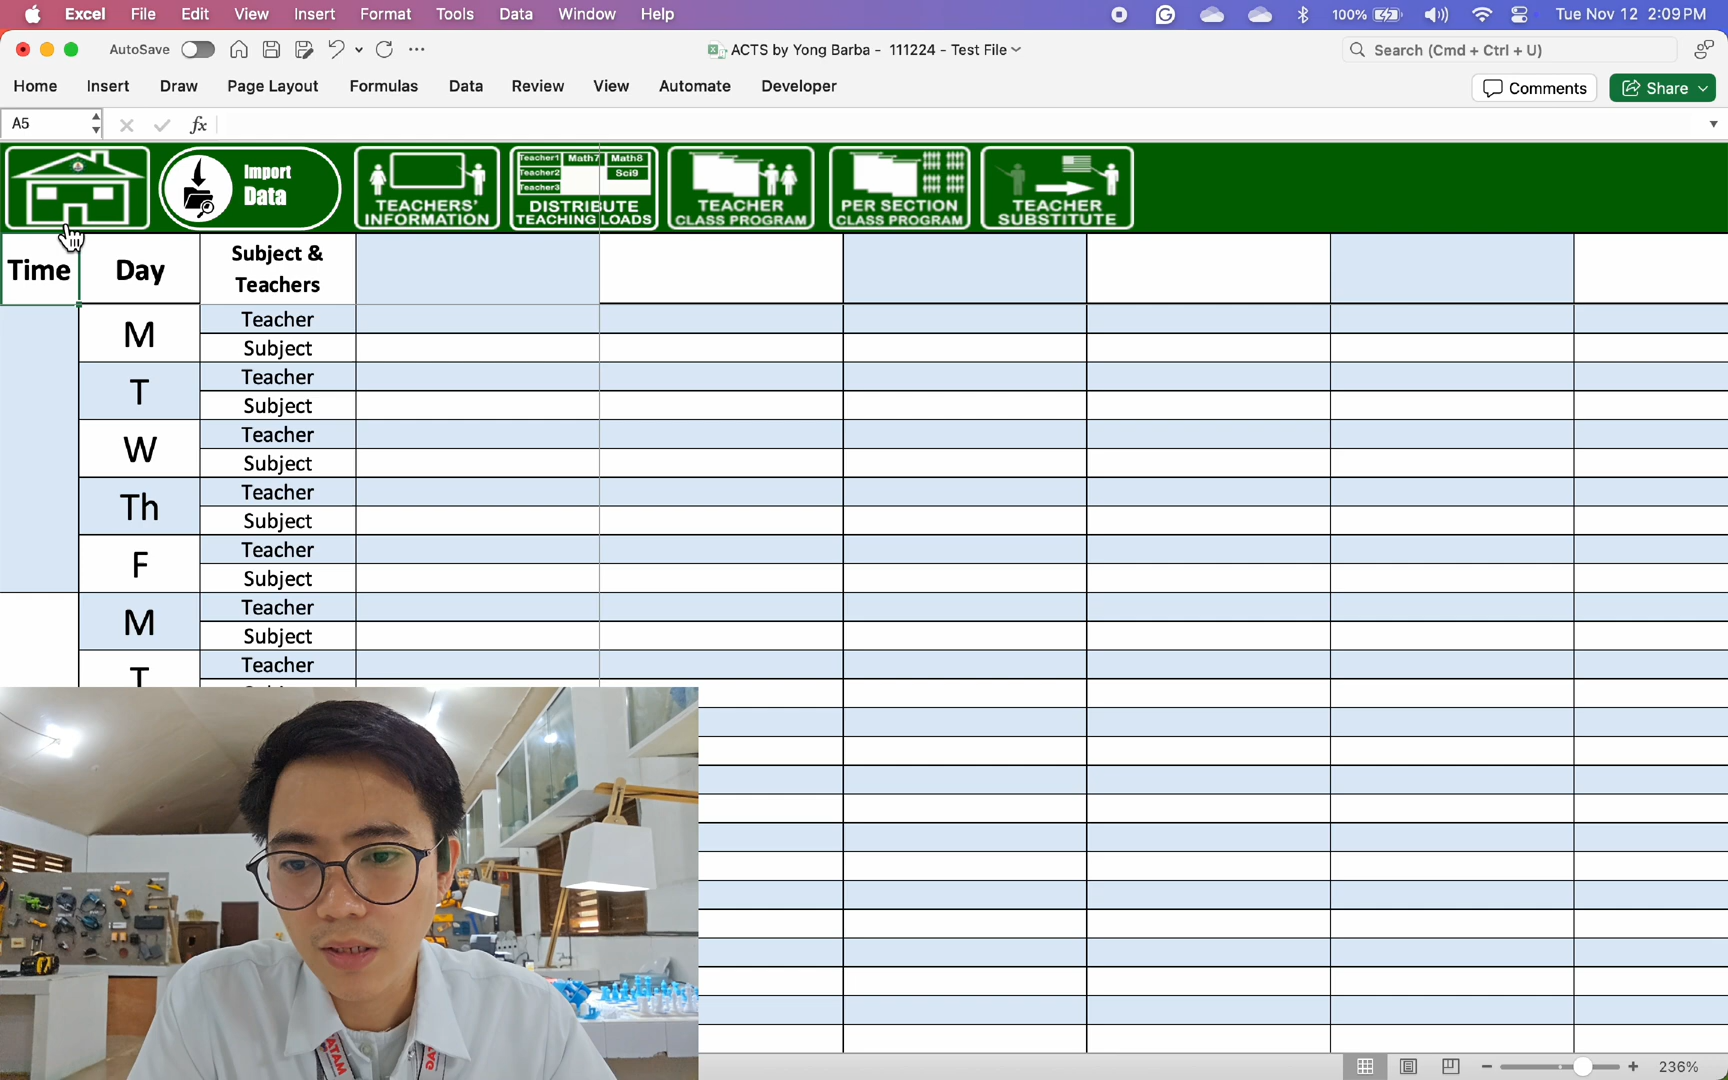 Excel File Edit View Insert Format Tools Data Window Help 100% Tue Nov 12 2:09 PM
AutoSave ACTS by Yong Barba - 111224 - Test File Search (Cmd + Ctrl + U)
Home Insert Draw Page Layout Formulas Data Review View Automate Developer Comments Share
A5 fx
Import
Data
TEACHERS'
INFORMATION
Teacher1 Math7 Math8
Teacher2 Sci9
Teacher3
DISTRIBUTE
TEACHING LOADS
TEACHER
CLASS PROGRAM
PER SECTION
CLASS PROGRAM
TEACHER
SUBSTITUTE
Time Day Subject &
Teachers
M Teacher
Subject
T Teacher
Subject
W Teacher
Subject
Th Teacher
Subject
F Teacher
Subject
M Teacher
Subject
T Teacher
236%